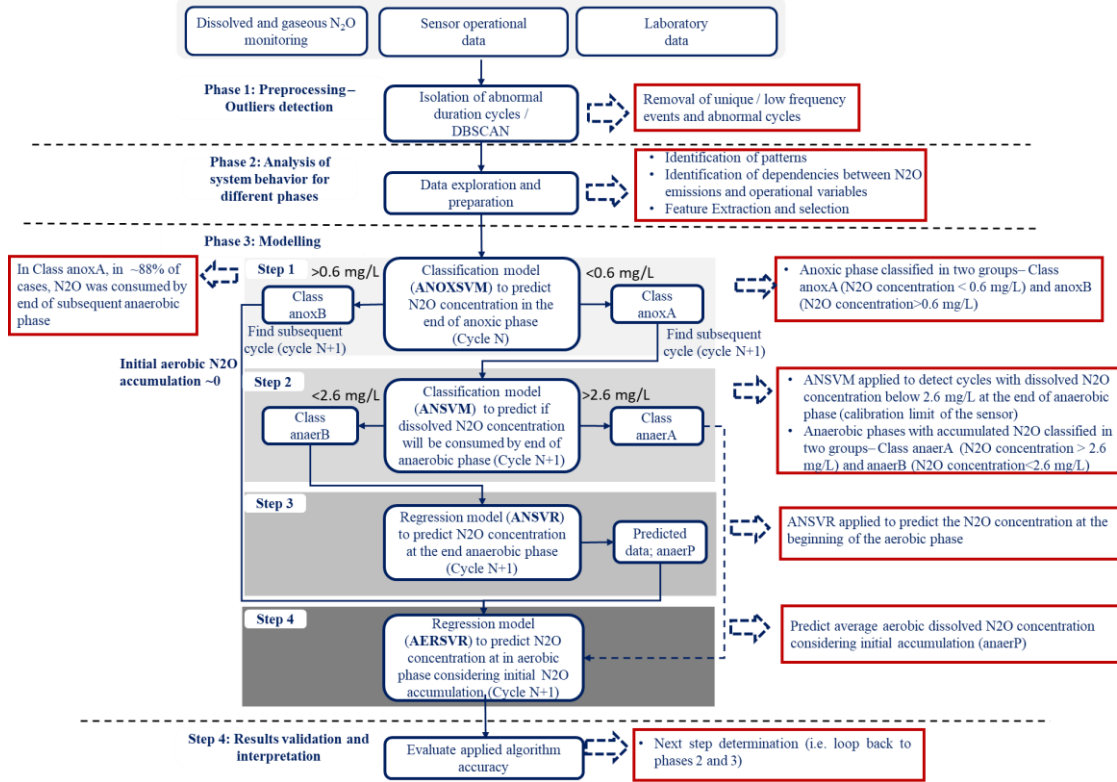 Dissolved and gaseous N₂O
monitoring
Sensor operational
data
Laboratory
data
Phase 1: Preprocessing–
Outliers detection
Isolation of abnormal
duration cycles /
DBSCAN
Removal of unique / low frequency
events and abnormal cycles
Phase 2: Analysis of
system behavior for
different phases
Data exploration and
preparation
• Identification of patterns
• Identification of dependencies between N2O
emissions and operational variables
• Feature Extraction and selection
Phase 3: Modelling
In Class anoxA, in ~88% of
cases, N2O was consumed by
end of subsequent anaerobic
phase
Step 1
>0.6 mg/L
Class
anoxB
Find subsequent
cycle (cycle N+1)
Classification model
(ANOXSVM) to predict
N2O concentration in the
end of anoxic phase
(Cycle N)
<0.6 mg/L
Class
anoxA
Find subsequent
cycle (cycle N+1)
• Anoxic phase classified in two groups– Class
anoxA (N2O concentration < 0.6 mg/L) and anoxB
(N2O concentration>0.6 mg/L)
Initial aerobic N2O
accumulation ~0
Step 2
<2.6 mg/L
Class
anaerB
Classification model
(ANSVM) to predict if
dissolved N2O concentration
will be consumed by end of
anaerobic phase (Cycle N+1)
>2.6 mg/L
Class
anaerA
• ANSVM applied to detect cycles with dissolved N2O
concentration below 2.6 mg/L at the end of anaerobic
phase (calibration limit of the sensor)
• Anaerobic phases with accumulated N2O classified in
two groups– Class anaerA (N2O concentration > 2.6
mg/L) and anaerB (N2O concentration<2.6 mg/L)
Step 3
Regression model (ANSVR)
to predict N2O concentration
at the end anaerobic phase
(Cycle N+1)
Predicted
data; anaerP
ANSVR applied to predict the N2O concentration at the
beginning of the aerobic phase
Step 4
Regression model
(AERSVR) to predict N2O
concentration at in aerobic
phase considering initial N2O
accumulation (Cycle N+1)
Predict average aerobic dissolved N2O concentration
considering initial accumulation (anaerP)
Step 4: Results validation and
interpretation
Evaluate applied algorithm
accuracy
• Next step determination (i.e. loop back to
phases 2 and 3)